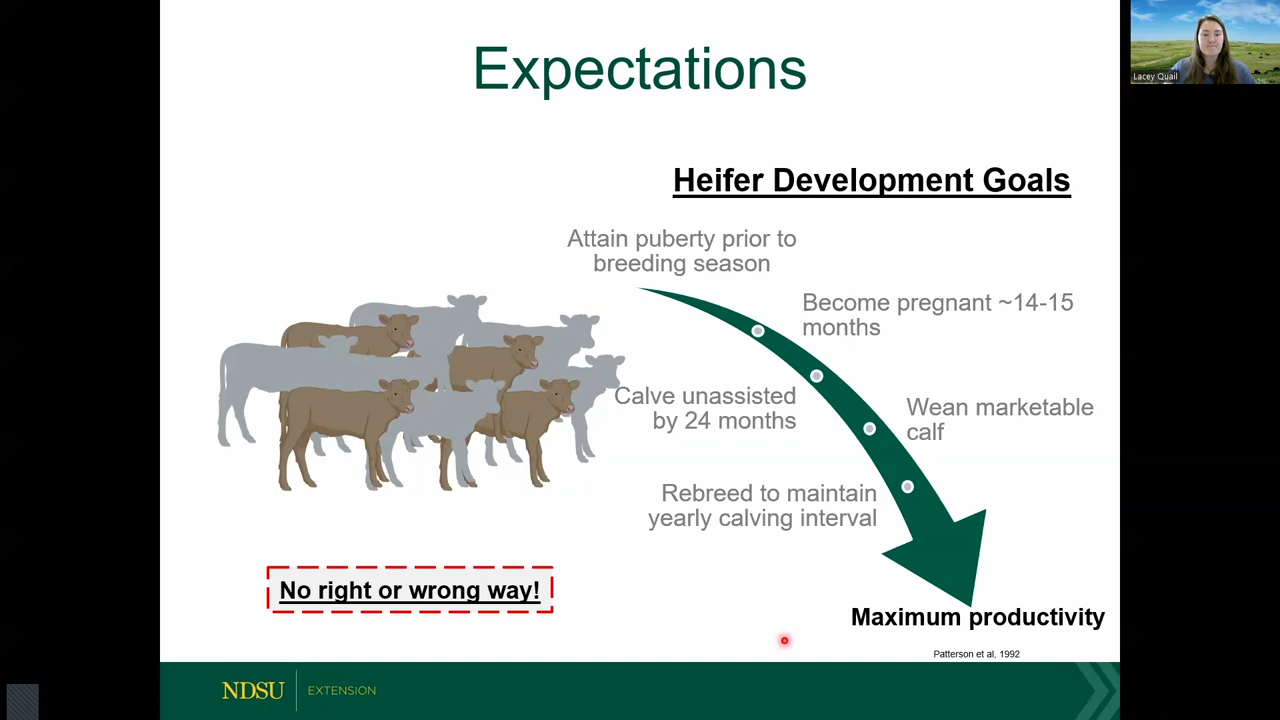 Expectations
Lacey Quail
Heifer Development Goals
Attain puberty prior to
breeding season
Become pregnant ~14-15
months
Calve unassisted
by 24 months
Wean marketable
calf
Rebreed to maintain
yearly calving interval
No right or wrong way!
Maximum productivity
Patterson et al, 1992
NDSU EXTENSION